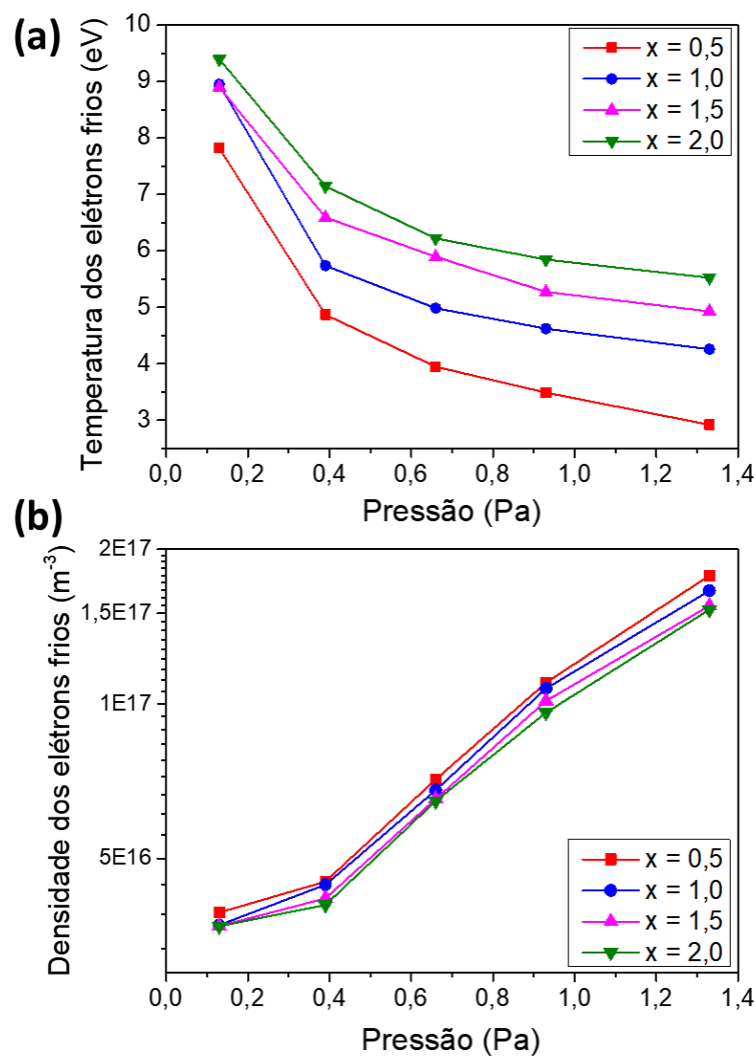 (a)
Temperatura dos elétrons frios (eV)
10
9
8
7
6
5
4
3
0,0 0,2 0,4 0,6 0,8 1,0 1,2 1,4
Pressão (Pa)
x = 0,5
x = 1,0
x = 1,5
x = 2,0
(b)
Densidade dos elétrons frios (m⁻³)
2E17
1,5E17
1E17
5E16
0,0 0,2 0,4 0,6 0,8 1,0 1,2 1,4
Pressão (Pa)
x = 0,5
x = 1,0
x = 1,5
x = 2,0